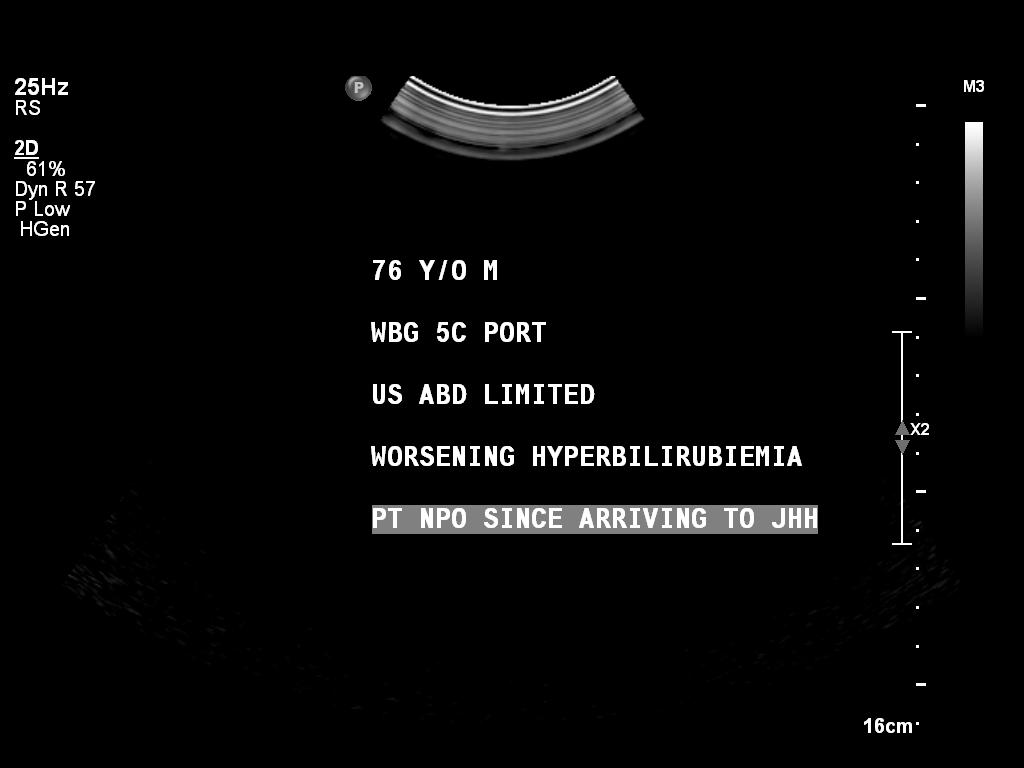 25Hz
RS
P
M3
2D
61%
Dyn R 57
P Low
HGen
76 Y/O M
WBG 5C PORT
US ABD LIMITED
X2
WORSENING HYPERBILIRUBIEMIA
PT NPO SINCE ARRIVING TO JHH
16cm